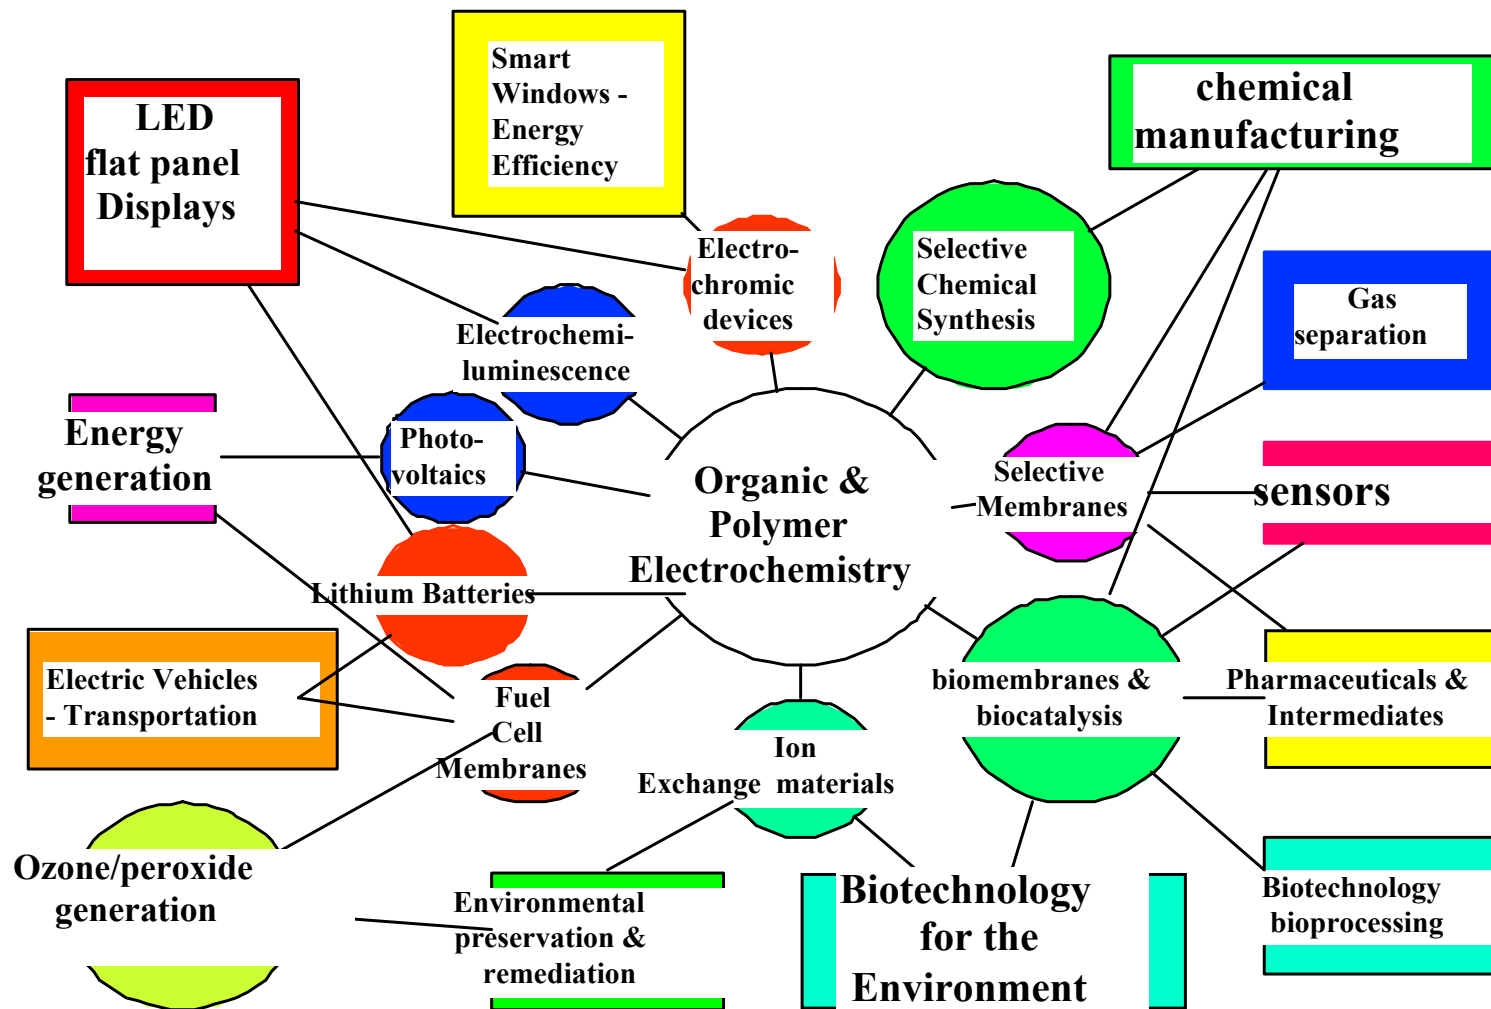 Smart
Windows -
Energy
Efficiency
chemical
manufacturing
LED
flat panel
Displays
Electro-
chromic
devices
Selective
Chemical
Synthesis
Gas
separation
Electrochemi-
luminescence
Energy
generation
Photo-
voltaics
Organic &
Polymer
Electrochemistry
Selective
Membranes
sensors
Lithium Batteries
Electric Vehicles
- Transportation
Fuel
Cell
Membranes
Ion
Exchange materials
biomembranes &
biocatalysis
Pharmaceuticals &
Intermediates
Ozone/peroxide
generation
Environmental
preservation &
remediation
Biotechnology
for the
Environment
Biotechnology
bioprocessing